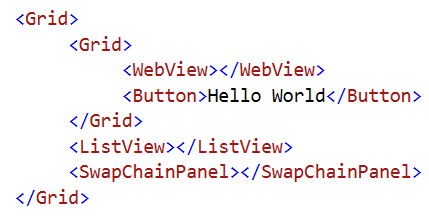 <Grid>
    <Grid>
        <WebView></WebView>
        <Button>Hello World</Button>
    </Grid>
    <ListView></ListView>
    <SwapChainPanel></SwapChainPanel>
</Grid>